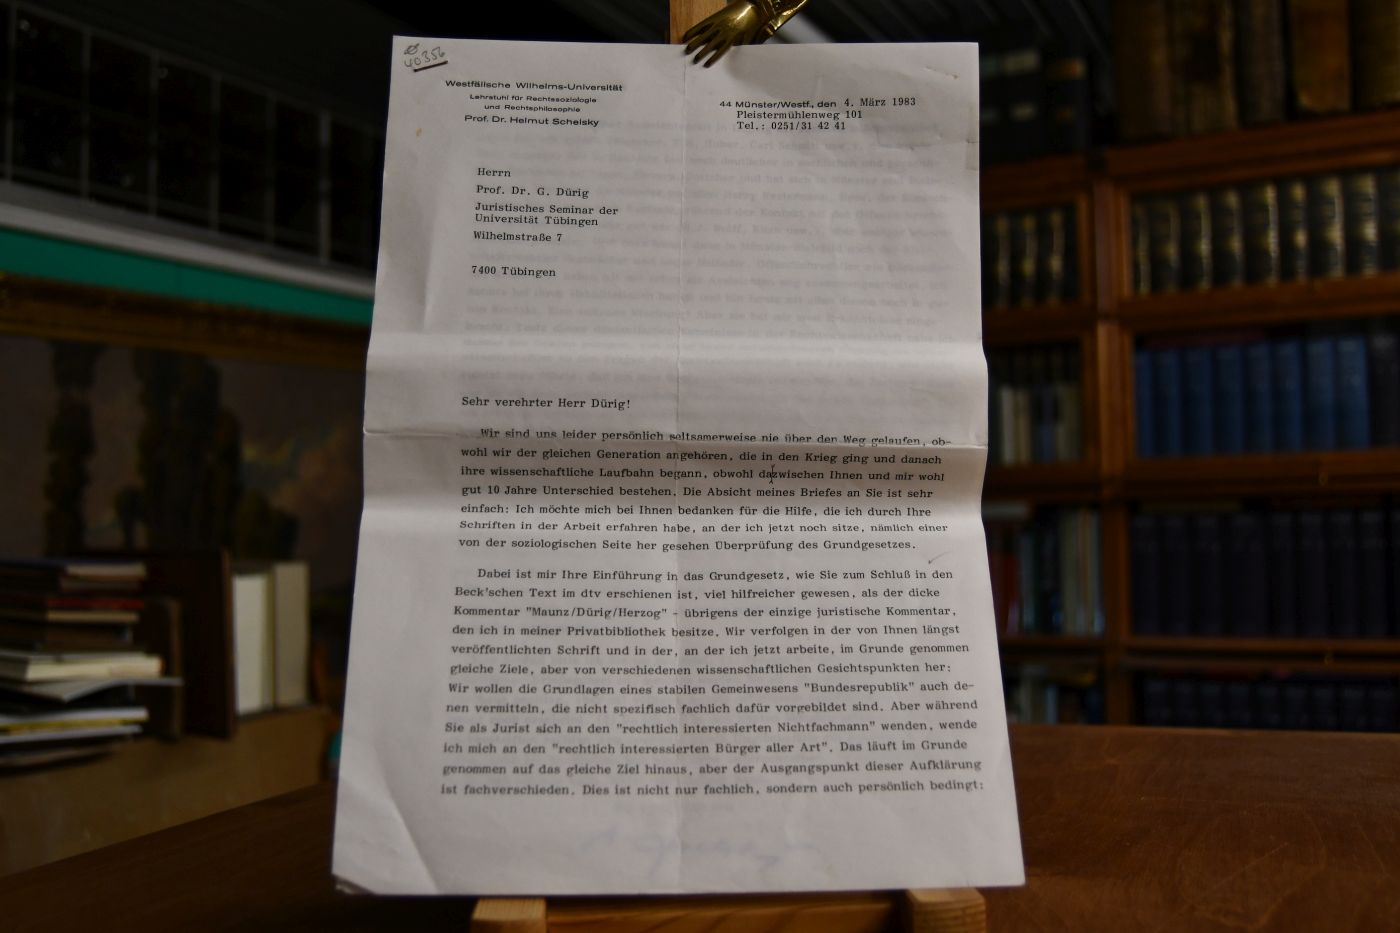 40356
Westfälische Wilhelms-Universität
Lehrstuhl für Rechtssoziologie
und Rechtsphilosophie
Prof. Dr. Helmut Schelsky
44 Münster/Westf., den 4. März 1983
Pleistermühlenweg 101
Tel.: 0251/31 42 41
Herrn
Prof. Dr. G. Dürig
Juristisches Seminar der
Universität Tübingen
Wilhelmstraße 7
7400 Tübingen
Sehr verehrter Herr Dürig!
Wir sind uns leider persönlich seltsamerweise nie über den Weg gelaufen, ob-
wohl wir der gleichen Generation angehören, die in den Krieg ging und danach
ihre wissenschaftliche Laufbahn begann, obwohl dazwischen Ihnen und mir wohl
gut 10 Jahre Unterschied bestehen. Die Absicht meines Briefes an Sie ist sehr
einfach: Ich möchte mich bei Ihnen bedanken für die Hilfe, die ich durch Ihre
Schriften in der Arbeit erfahren habe, an der ich jetzt noch sitze, nämlich einer
von der soziologischen Seite her gesehen Überprüfung des Grundgesetzes.
Dabei ist mir Ihre Einführung in das Grundgesetz, wie Sie zum Schluß in den
Beck'schen Text im dtv erschienen ist, viel hilfreicher gewesen, als der dicke
Kommentar "Maunz/Dürig/Herzog" - übrigens der einzige juristische Kommentar,
den ich in meiner Privatbibliothek besitze. Wir verfolgen in der von Ihnen längst
veröffentlichten Schrift und in der, an der ich jetzt arbeite, im Grunde genommen
gleiche Ziele, aber von verschiedenen wissenschaftlichen Gesichtspunkten her:
Wir wollen die Grundlagen eines stabilen Gemeinwesens "Bundesrepublik" auch de-
nen vermitteln, die nicht spezifisch fachlich dafür vorgebildet sind. Aber während
Sie als Jurist sich an den "rechtlich interessierten Nichtfachmann" wenden, wende
ich mich an den "rechtlich interessierten Bürger aller Art". Das läuft im Grunde
genommen auf das gleiche Ziel hinaus, aber der Ausgangspunkt dieser Aufklärung
ist fachverschieden. Dies ist nicht nur fachlich, sondern auch persönlich bedingt: